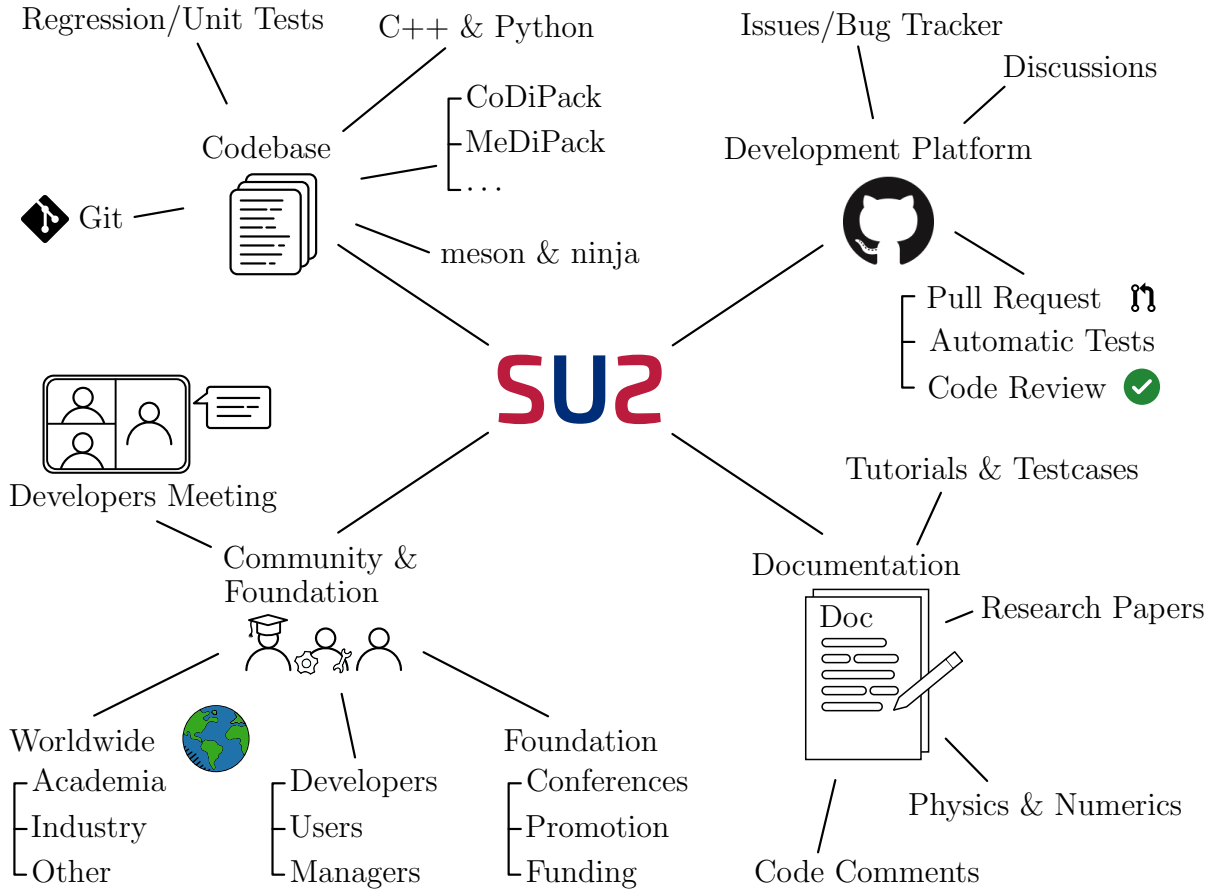 Regression/Unit Tests
C++ & Python
CoDiPack
MeDiPack
...
Codebase
Git
meson & ninja
Issues/Bug Tracker
Discussions
Development Platform
Pull Request
Automatic Tests
Code Review
SU2
Developers Meeting
Community &
Foundation
Worldwide
Academia
Industry
Other
Developers
Users
Managers
Foundation
Conferences
Promotion
Funding
Tutorials & Testcases
Documentation
Doc
Research Papers
Physics & Numerics
Code Comments